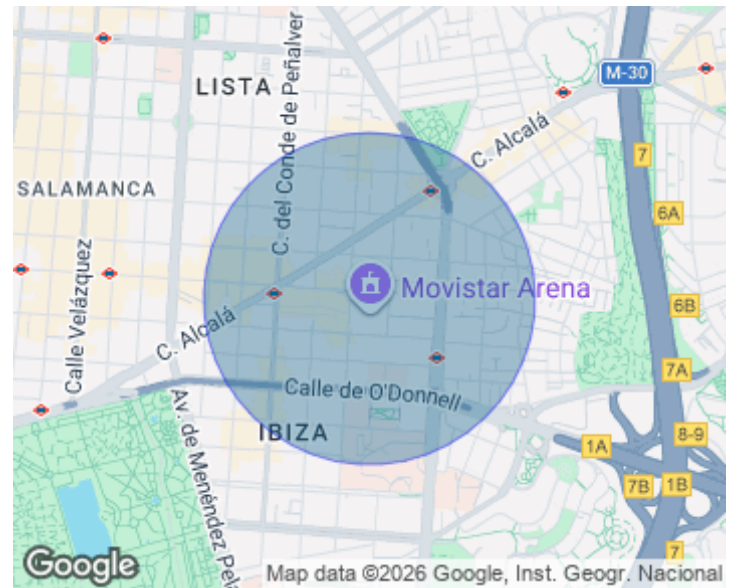 LISTA
M-30
C. del Conde de Peñalver
C. Alcalá
7
SALAMANCA
6A
Calle Velázquez
Movistar Arena
6B
C. Alcalá
7A
Calle de O'Donnell
Av. de Menéndez Pel
IBIZA
1A
8-9
7B
1B
7
Google
Map data ©2026 Google, Inst. Geogr. Nacional